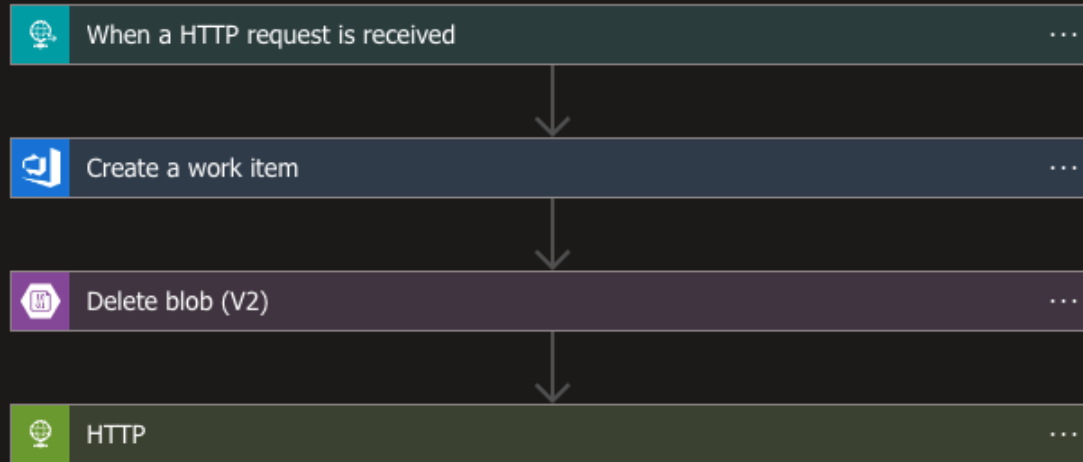 When a HTTP request is received
Create a work item
Delete blob (V2)
HTTP